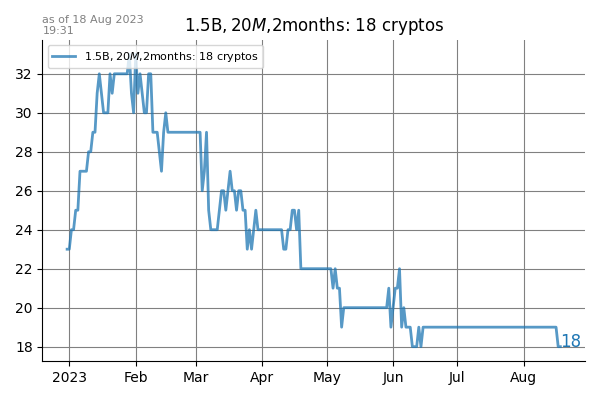 as of 18 Aug 2023
19:31
1.5B, 20M,2months: 18 cryptos
1.5B, 20M,2months: 18 cryptos
32
30
28
26
24
22
20
18
18
2023 Feb Mar Apr May Jun Jul Aug